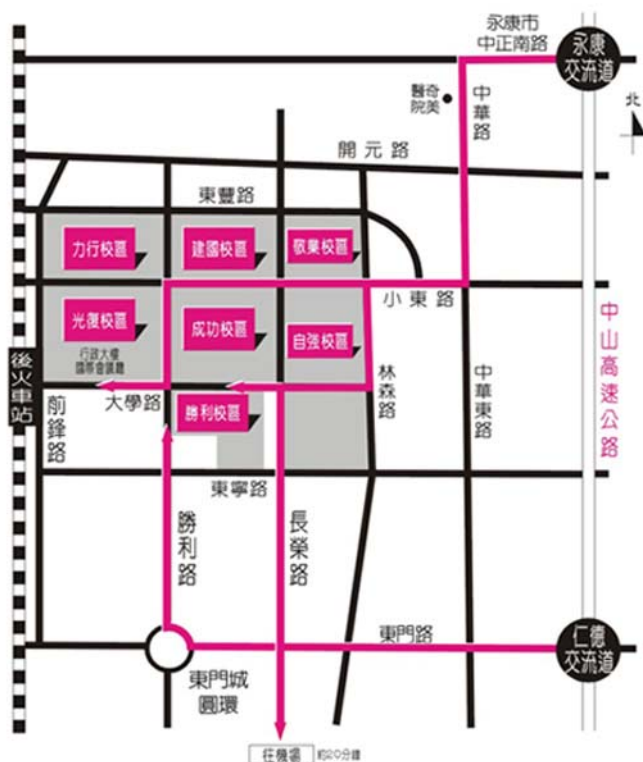 永康市
中正南路
永康
交流道
奇美
醫院
中華路
北
開元路
東豐路
力行校區
建國校區
敬業校區
小東路
光復校區
成功校區
自強校區
行政大樓
國際會議廳
後火車站
前鋒路
大學路
勝利校區
林森路
中華東路
中山高速公路
東寧路
勝利路
長榮路
東門路
仁德
交流道
東門城
圓環
往機場 約20分鐘